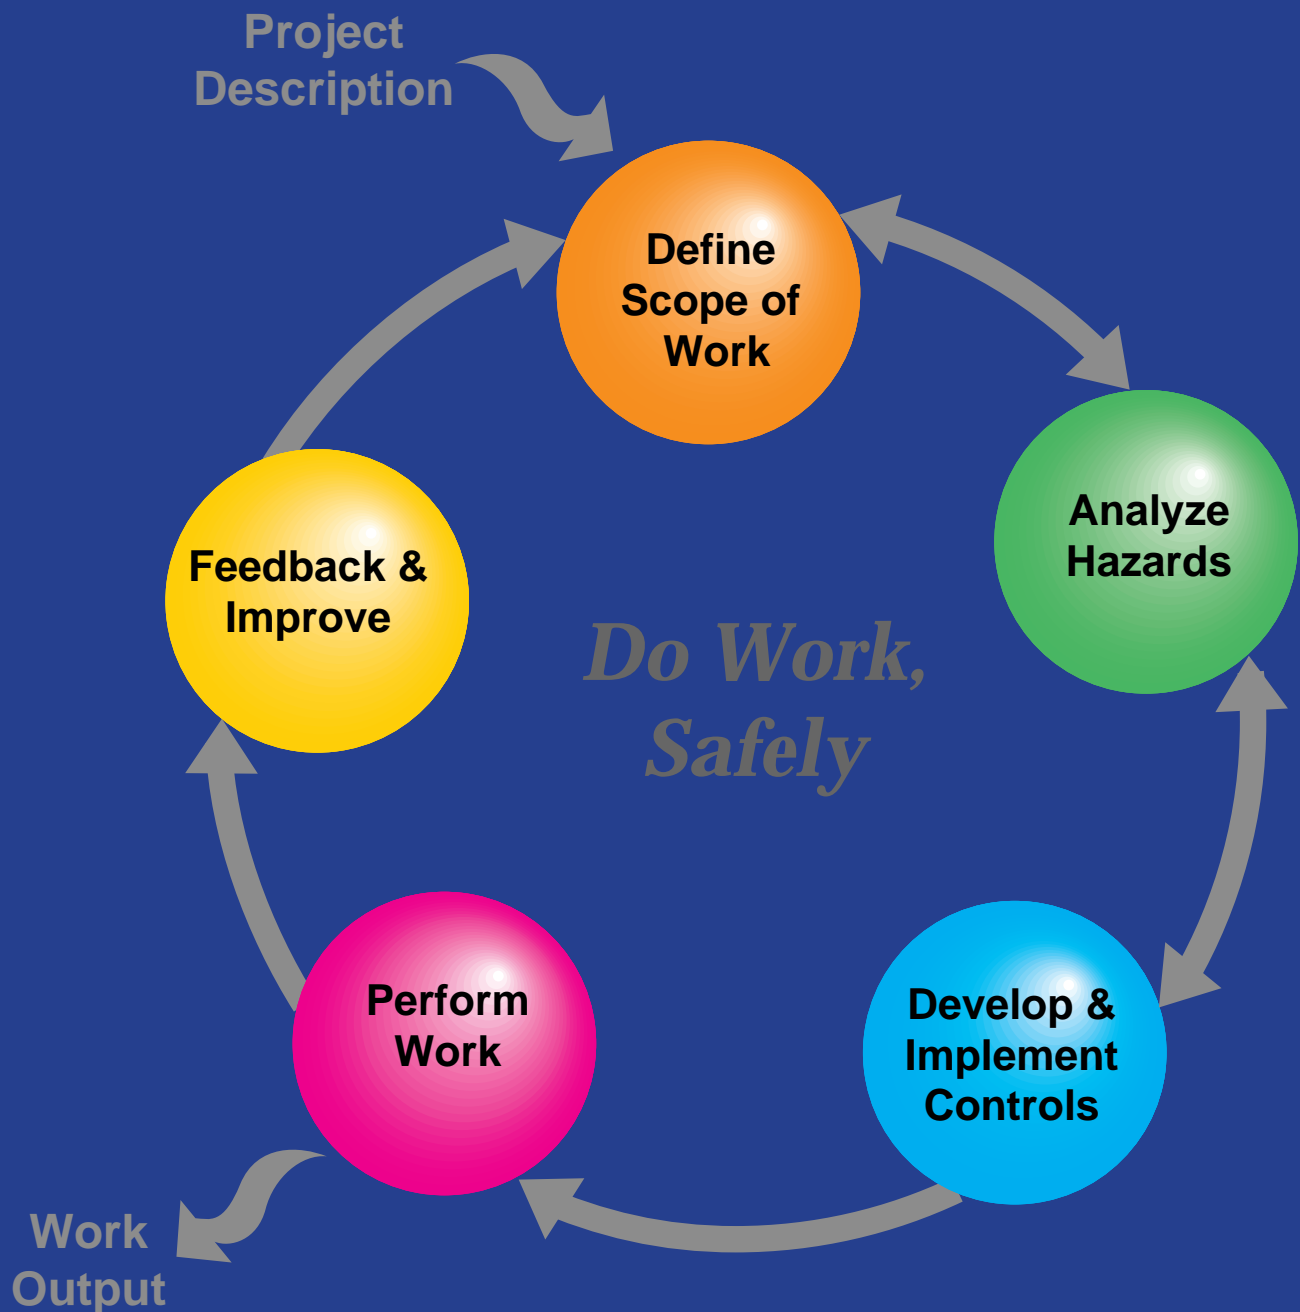 Project
Description
Define
Scope of
Work
Analyze
Hazards
Feedback &
Improve
Do Work,
Safely
Perform
Work
Develop &
Implement
Controls
Work
Output